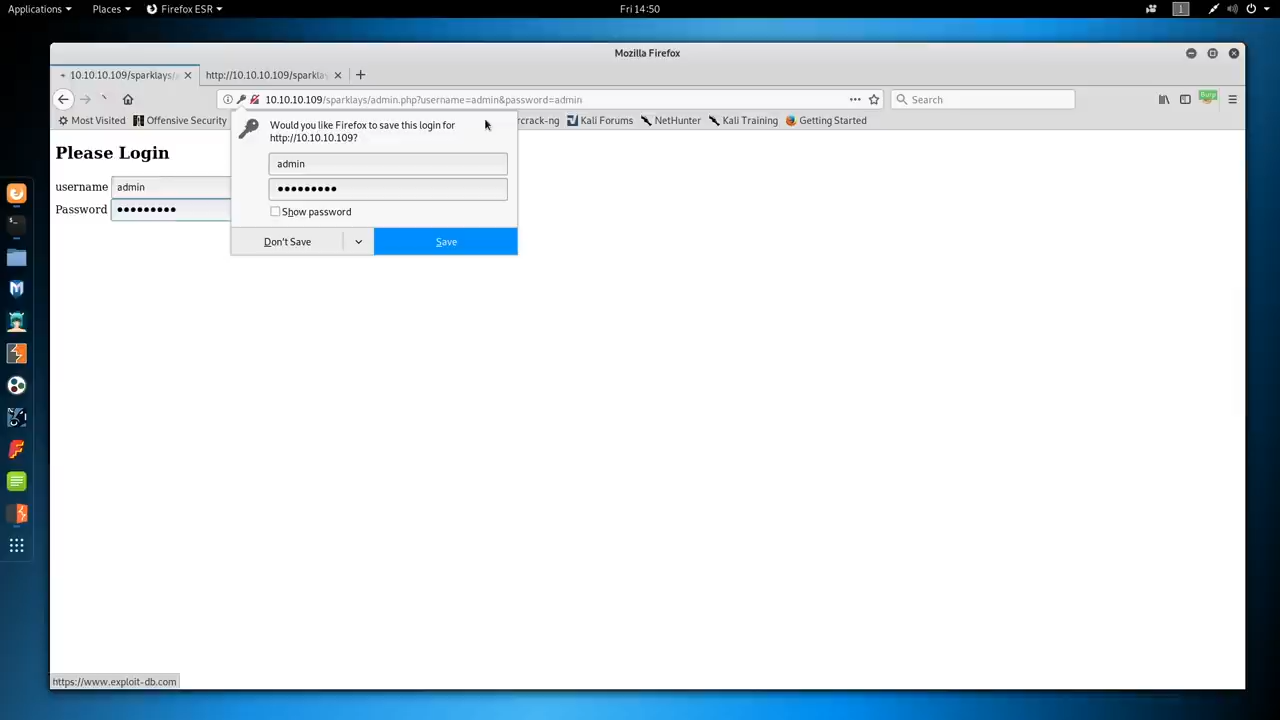 Applications Places Firefox ESR Fri 14:50 1
Mozilla Firefox
10.10.10.109/sparklays/a http://10.10.10.109/sparkla
10.10.10.109/sparklays/admin.php?username=admin&password=admin Search Burp
Most Visited Offensive Security rcrack-ng Kali Forums NetHunter Kali Training Getting Started
Would you like Firefox to save this login for
http://10.10.10.109?
admin
Show password
Don't Save Save
Please Login
username admin
Password
https://www.exploit-db.com